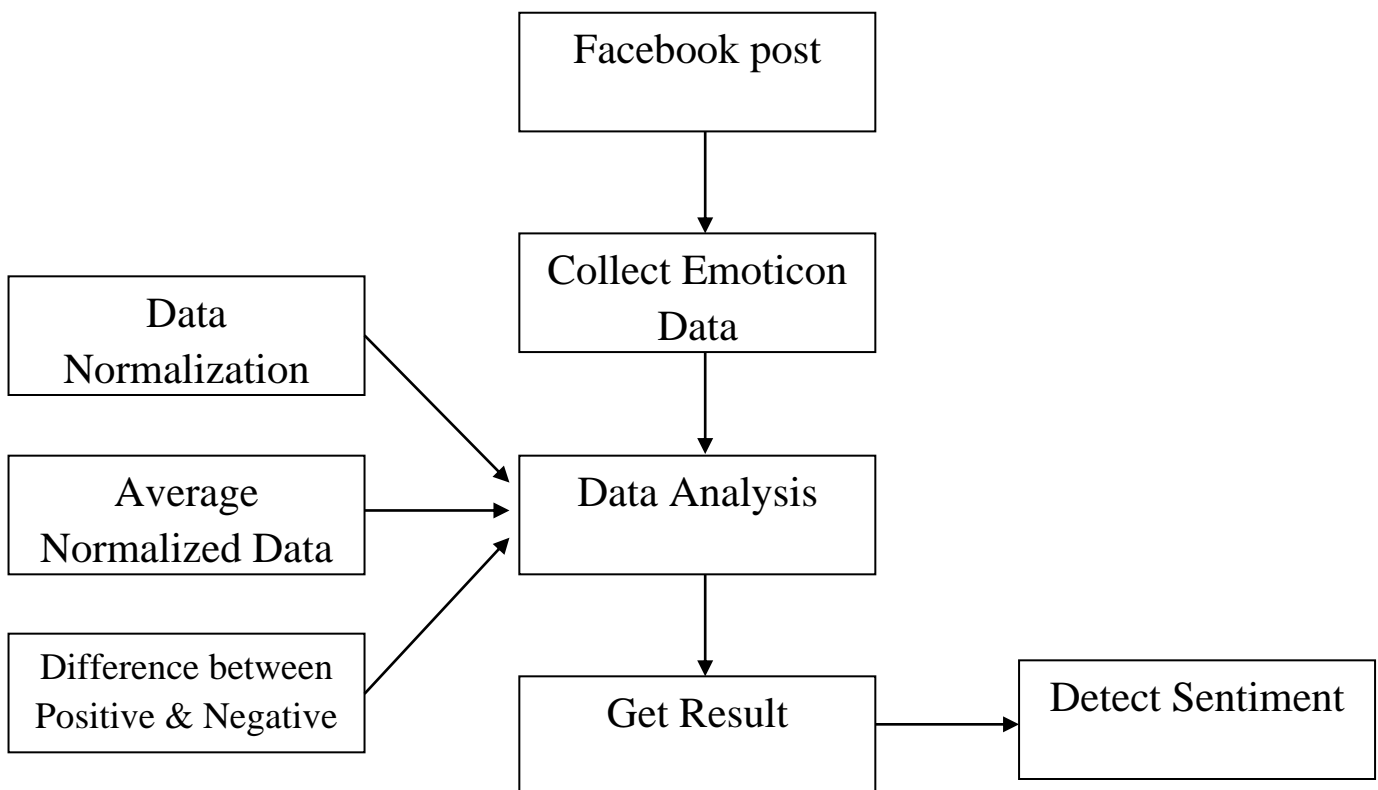 Facebook post
Collect Emoticon
Data
Data
Normalization
Average
Normalized Data
Data Analysis
Difference between
Positive & Negative
Get Result
Detect Sentiment